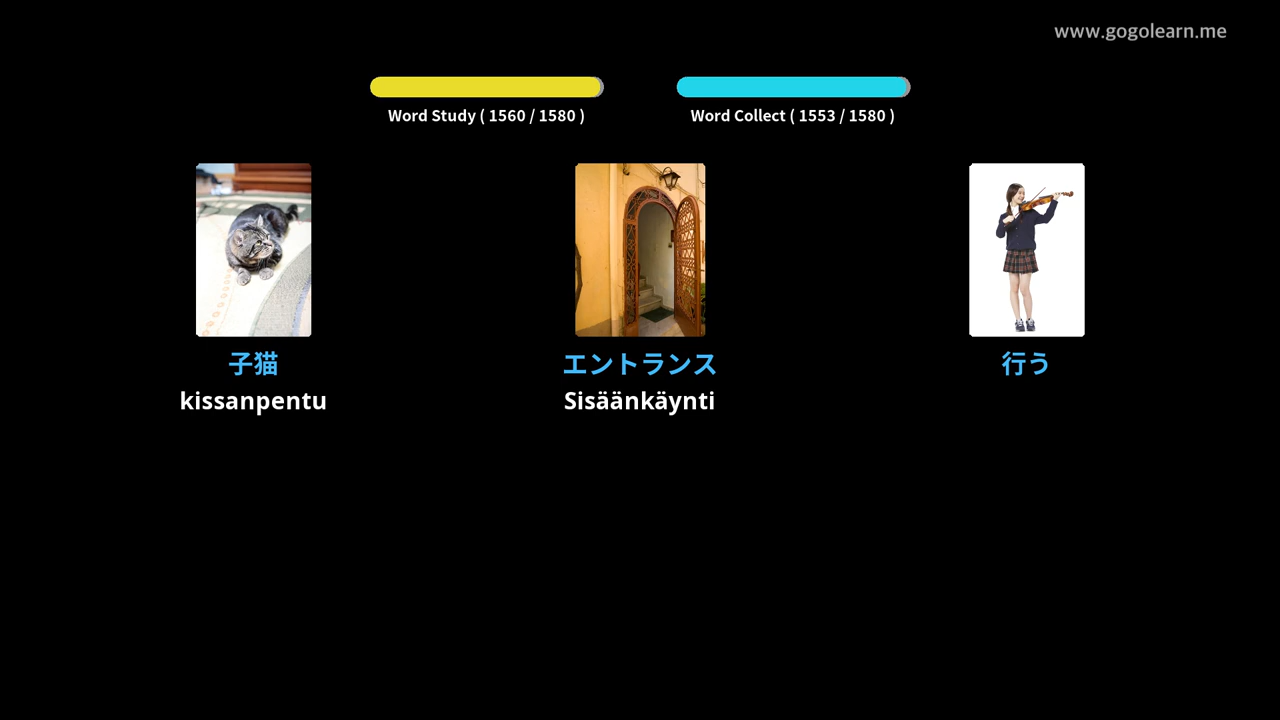 www.gogolearn.me
Word Study ( 1560 / 1580 )
Word Collect ( 1553 / 1580 )
子猫
エントランス
行う
kissanpentu
Sisäänkäynti